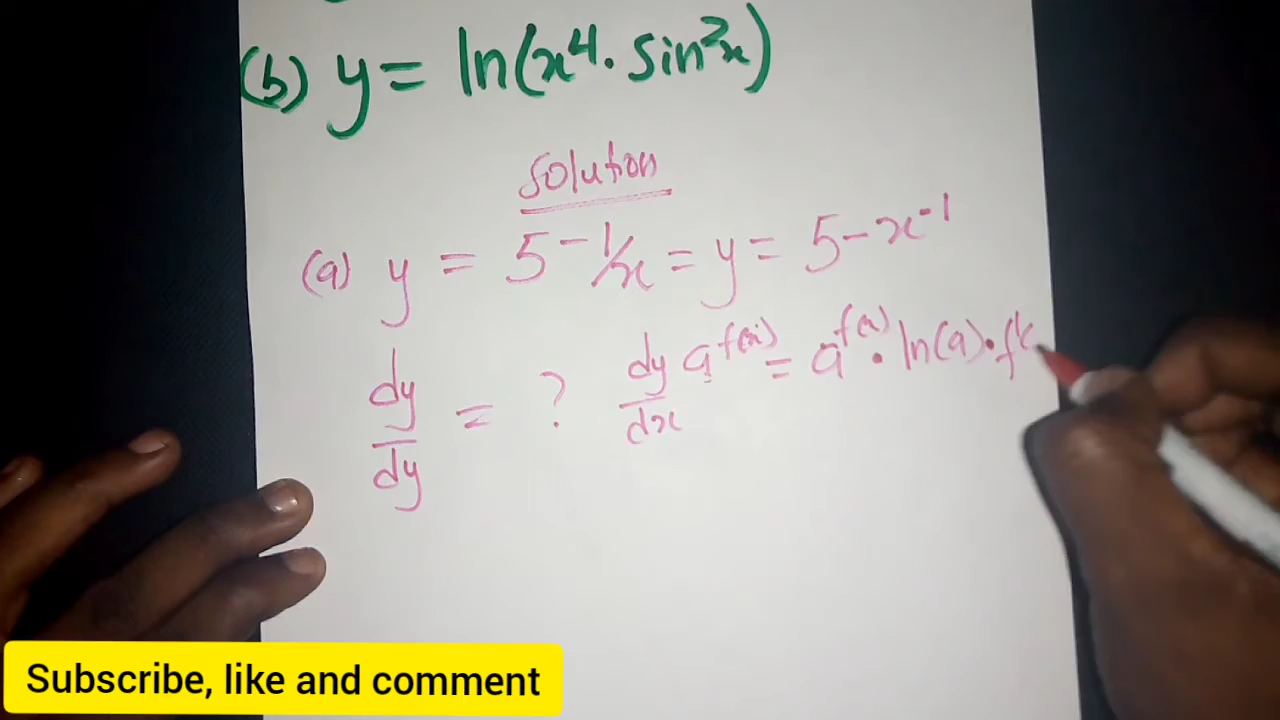 (b) y = ln(x⁴. sin²x)
Solution
(a) y = 5^-1/x = y = 5^-x^-1
dy/dy = ? dy/dx a^f(x) = a^f(x) • ln(a) • f'(
Subscribe, like and comment